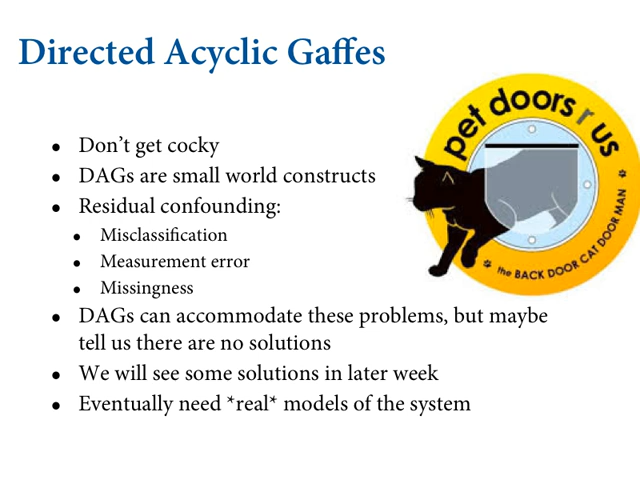 Directed Acyclic Gaffes
pet doors r us
the BACK DOOR CAT DOOR MAN
• Don’t get cocky
• DAGs are small world constructs
• Residual confounding:
• Misclassification
• Measurement error
• Missingness
• DAGs can accommodate these problems, but maybe
tell us there are no solutions
• We will see some solutions in later week
• Eventually need *real* models of the system